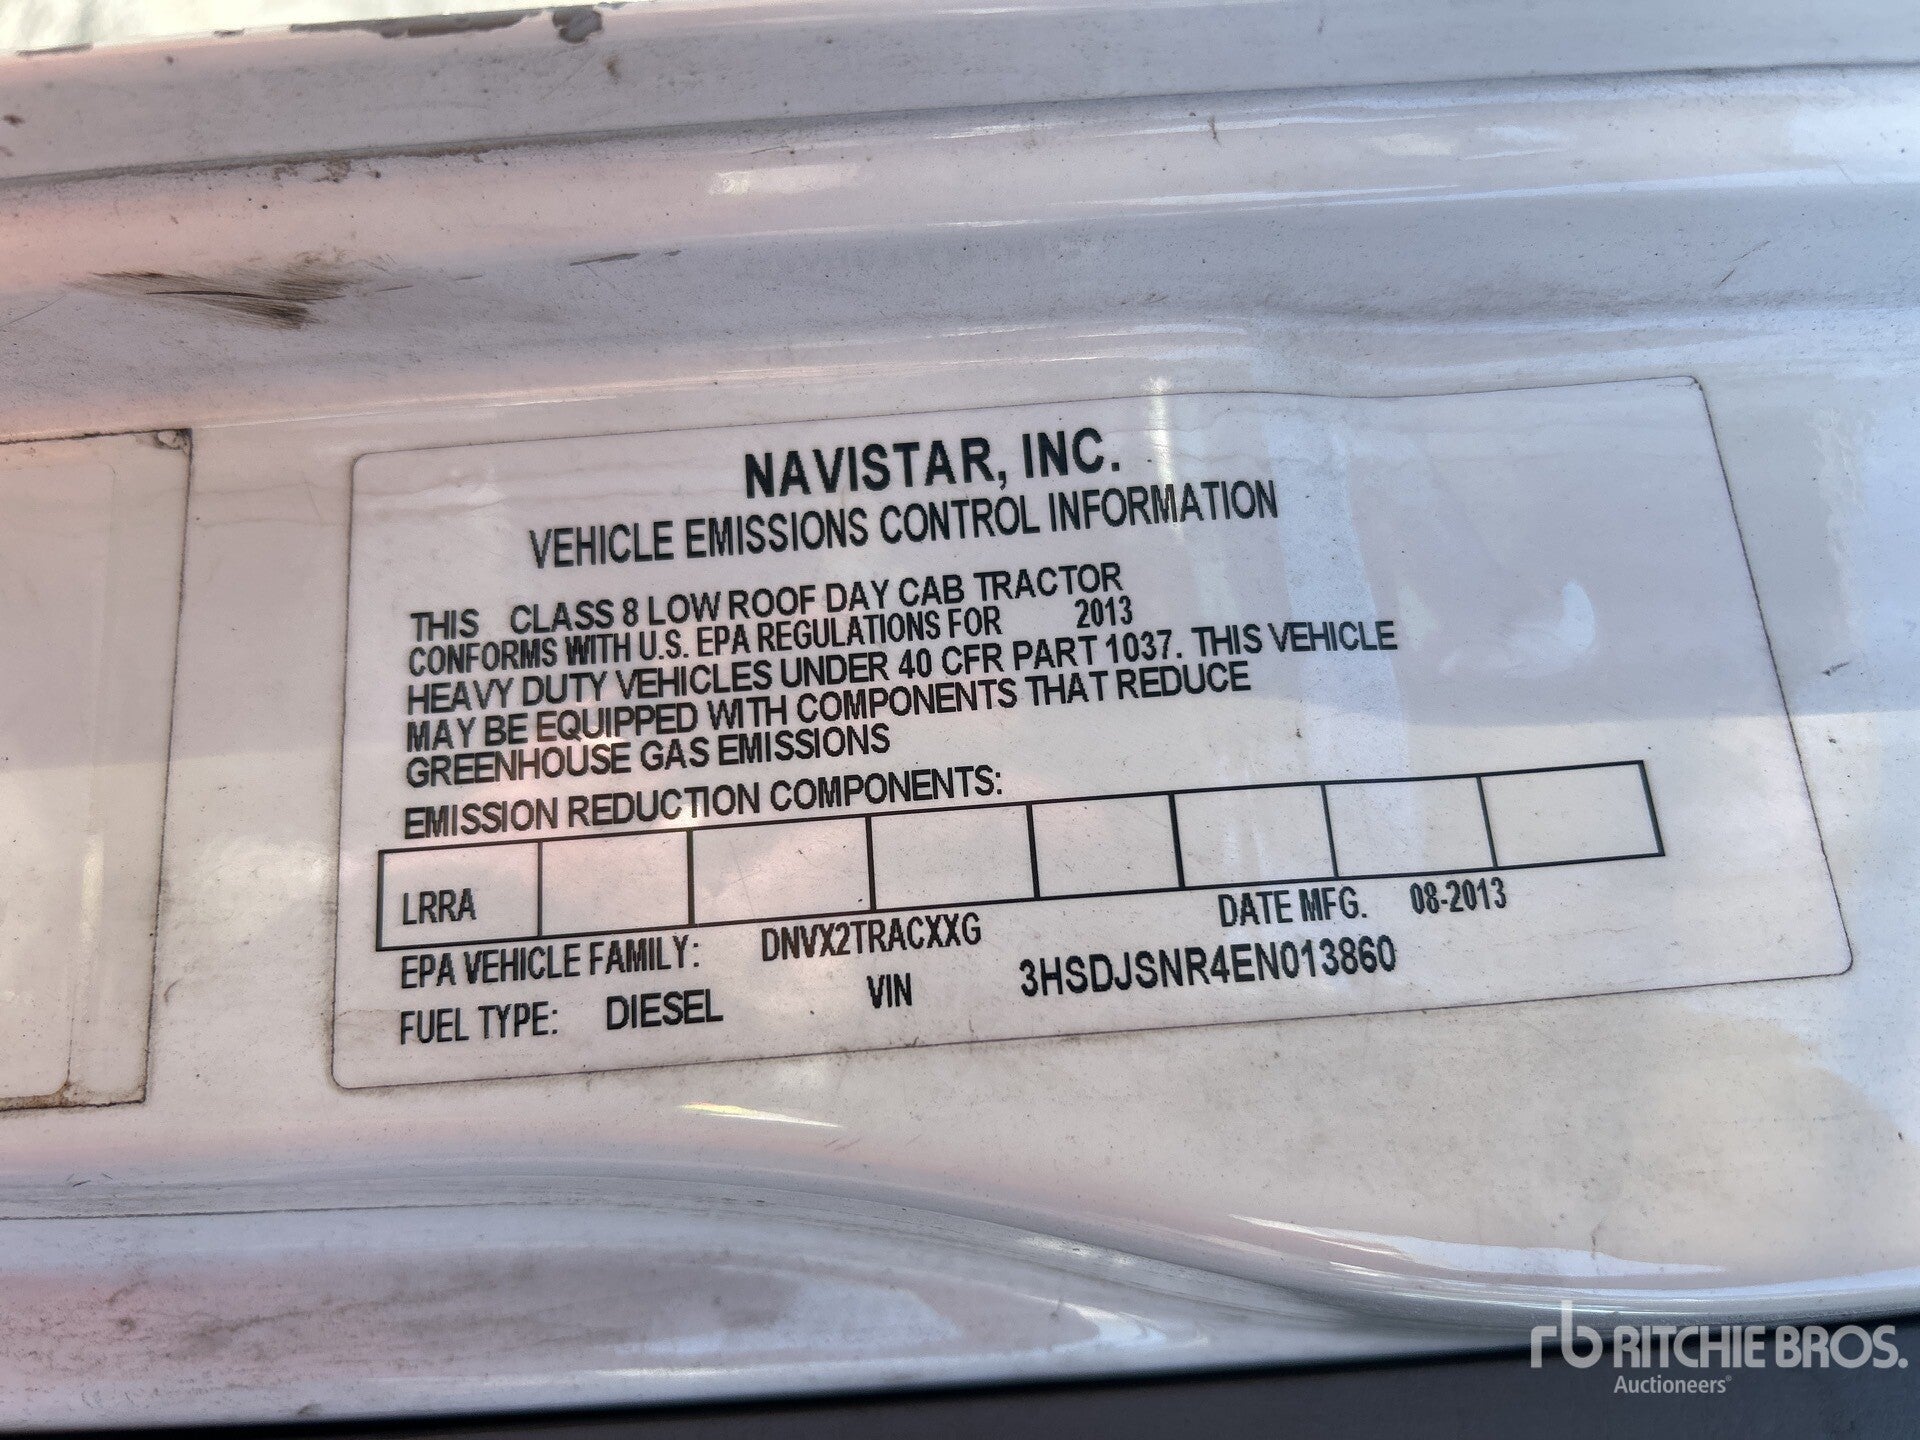 NAVISTAR, INC.
VEHICLE EMISSIONS CONTROL INFORMATION
THIS CLASS 8 LOW ROOF DAY CAB TRACTOR
CONFORMS WITH U.S. EPA REGULATIONS FOR 2013
HEAVY DUTY VEHICLES UNDER 40 CFR PART 1037. THIS VEHICLE
MAY BE EQUIPPED WITH COMPONENTS THAT REDUCE
GREENHOUSE GAS EMISSIONS
EMISSION REDUCTION COMPONENTS:
LRRA
EPA VEHICLE FAMILY: DNVX2TRACXXG DATE MFG. 08-2013
FUEL TYPE: DIESEL VIN 3HSDJSNR4EN013860
rb RITCHIE BROS.
Auctioneers®